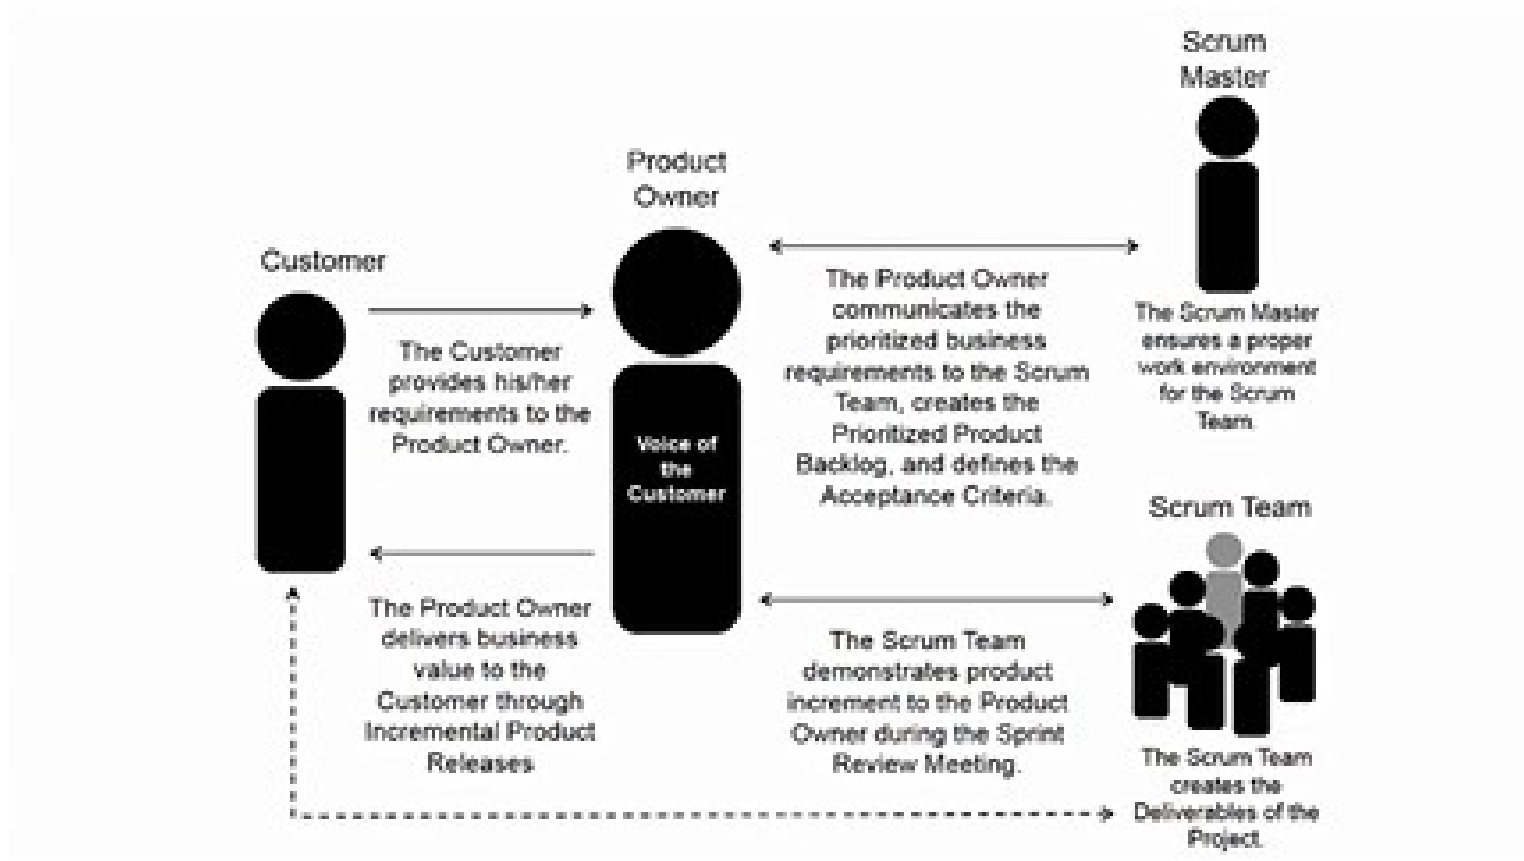 Scrum
Master
Product
Owner
Customer
The Customer
provides his/her
requirements to the
Product Owner.
Voice of
the
Customer
The Product Owner
communicates the
prioritized business
requirements to the Scrum
Team, creates the
Prioritized Product
Backlog, and defines the
Acceptance Criteria.
The Scrum Master
ensures a proper
work environment
for the Scrum
Team.
Scrum Team
The Product Owner
delivers business
value to the
Customer through
Incremental Product
Releases
The Scrum Team
demonstrates product
increment to the Product
Owner during the Sprint
Review Meeting.
The Scrum Team
creates the
Deliverables of the
Project.